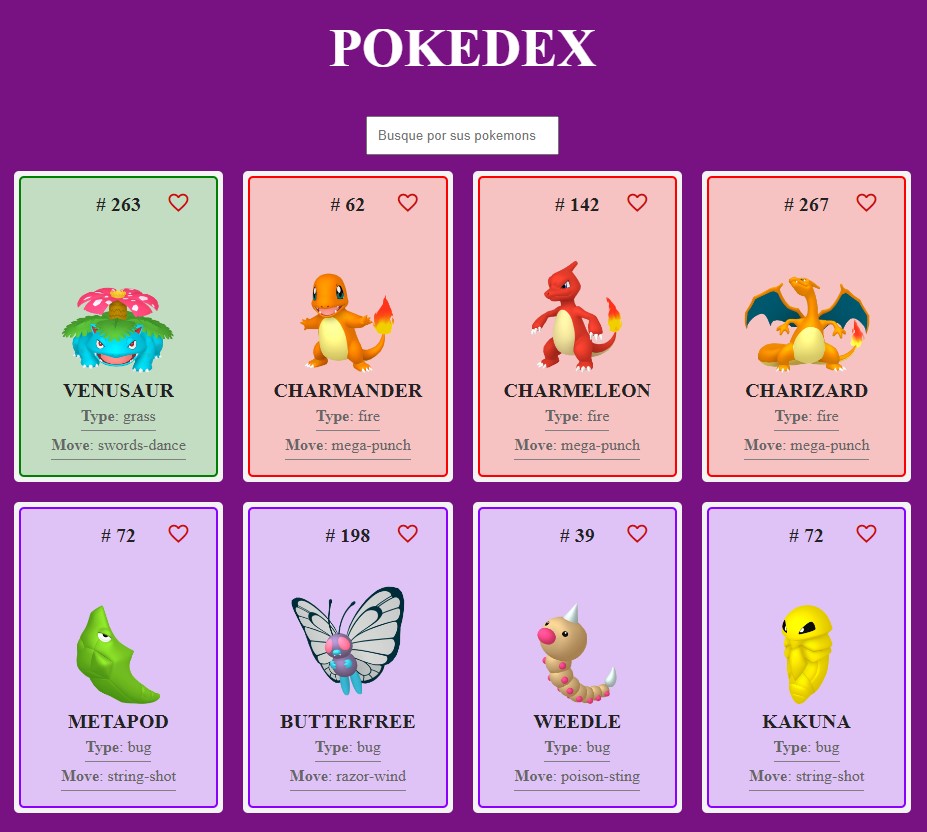 POKEDEX
Busque por sus pokemons
# 263
VENUSAUR
Type: grass
Move: swords-dance
# 62
CHARMANDER
Type: fire
Move: mega-punch
# 142
CHARMELEON
Type: fire
Move: mega-punch
# 267
CHARIZARD
Type: fire
Move: mega-punch
# 72
METAPOD
Type: bug
Move: string-shot
# 198
BUTTERFREE
Type: bug
Move: razor-wind
# 39
WEEDLE
Type: bug
Move: poison-sting
# 72
KAKUNA
Type: bug
Move: string-shot